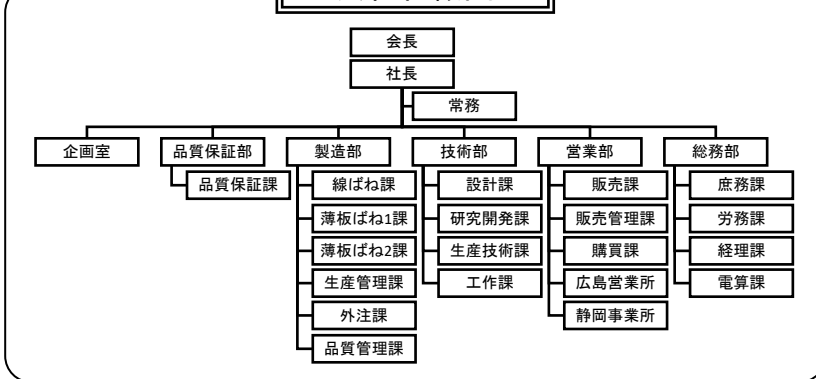 会長
社長
常務
企画室
品質保証部
製造部
技術部
営業部
総務部
品質保証課
線ばね課
設計課
販売課
庶務課
薄板ばね1課
研究開発課
販売管理課
労務課
薄板ばね2課
生産技術課
購買課
経理課
生産管理課
工作課
広島営業所
電算課
外注課
静岡事業所
品質管理課